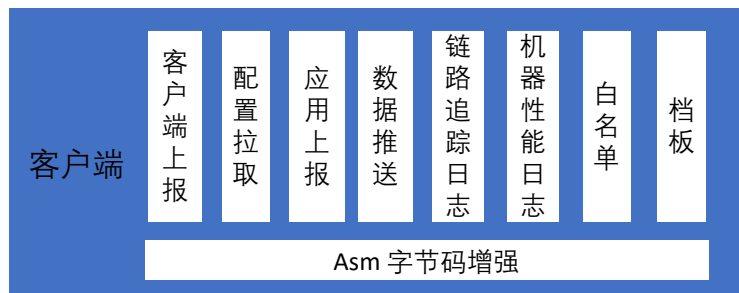 客户端
客户端上报
配置拉取
应用上报
数据推送
链路追踪日志
机器性能日志
白名单
档板
Asm 字节码增强